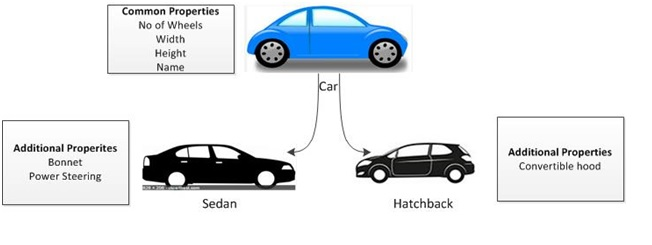 Common Properties
No of Wheels
Width
Height
Name
Car
Additional Properites
Bonnet
Power Steering
Additional Properties
Convertible hood
Sedan
Hatchback